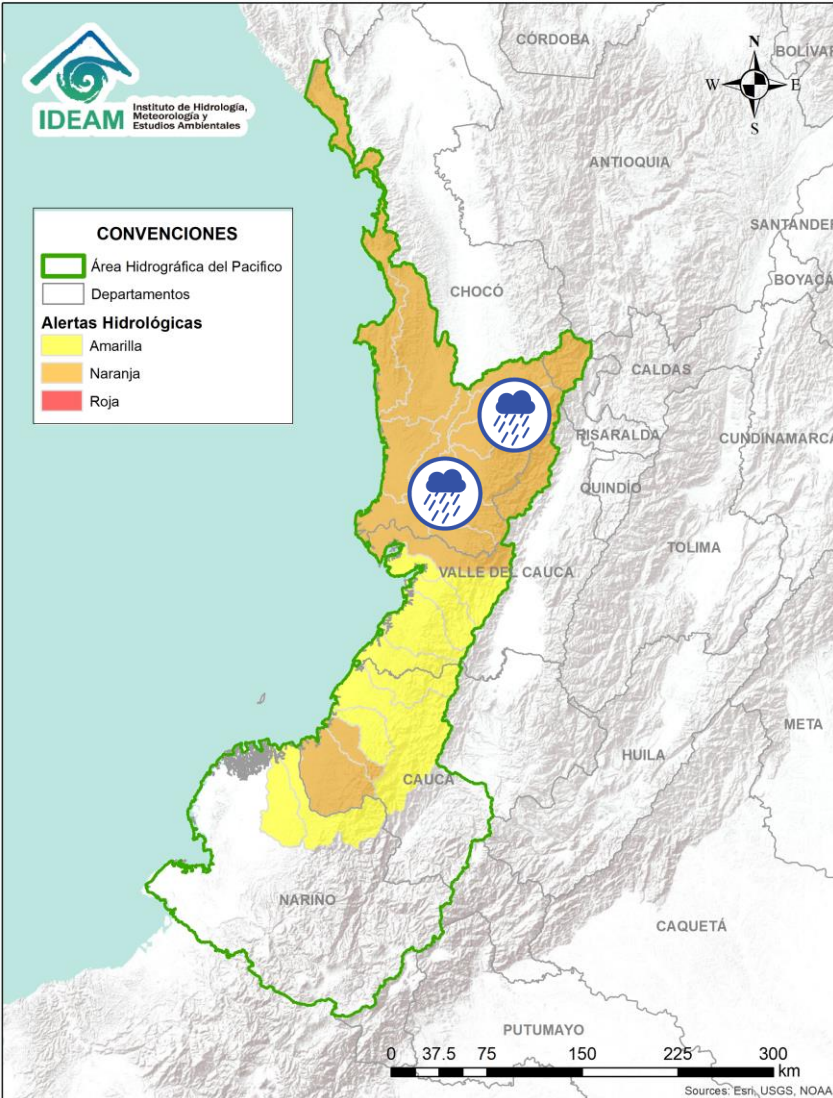 IDEAM
Instituto de Hidrología,
Meteorología y
Estudios Ambientales
CÓRDOBA
BOLÍVAR
N
W
E
S
ANTIOQUIA
SANTANDER
BOYACÁ
CONVENCIONES
Área Hidrográfica del Pacifico
Departamentos
Alertas Hidrológicas
Amarilla
Naranja
Roja
CHOCÓ
CALDAS
RISARALDA
CUNDINAMARCA
QUINDÍO
TOLIMA
VALLE DEL CAUCA
META
HUILA
CAUCA
NARIÑO
CAQUETÁ
PUTUMAYO
0 37.5 75 150 225 300
km
Sources: Esri, USGS, NOAA